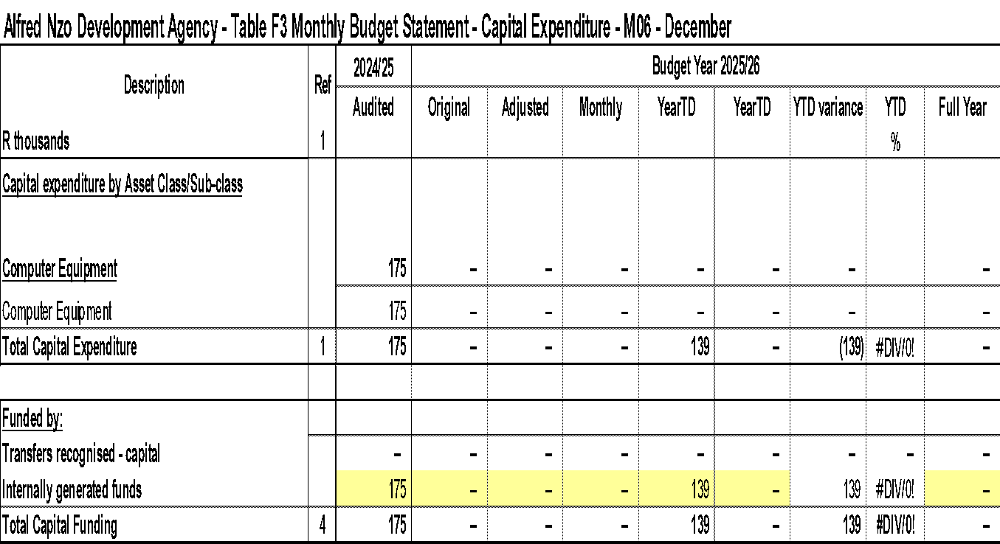 Alfred Nzo Development Agency - Table F3 Monthly Budget Statement - Capital Expenditure - M06 - December
Description Ref 2024/25 Budget Year 2025/26
Audited Original Adjusted Monthly YearTD YearTD YTD variance YTD Full Year
R thousands 1 %
Capital expenditure by Asset Class/Sub-class
Computer Equipment 175 – – – – – – –
Computer Equipment 175 – – – – – – –
Total Capital Expenditure 1 175 – – – 139 – (139) #DIV/0! –
Funded by:
Transfers recognised - capital – – – – – – – – –
Internally generated funds 175 – – – 139 – 139 #DIV/0! –
Total Capital Funding 4 175 – – – 139 – 139 #DIV/0! –